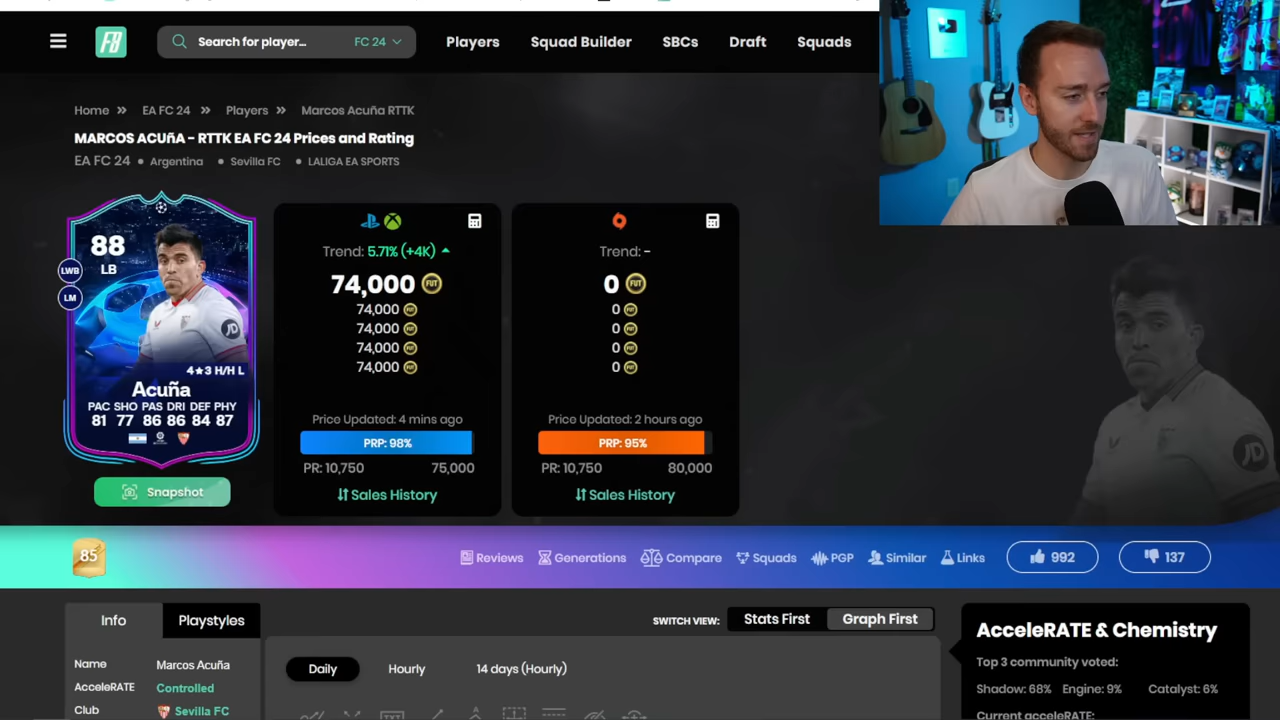 FB
Search for player...
FC 24
Players
Squad Builder
SBCs
Draft
Squads
Home » EA FC 24 » Players » Marcos Acuña RTTK
MARCOS ACUñA - RTTK EA FC 24 Prices and Rating
EA FC 24 • Argentina • Sevilla FC • LALIGA EA SPORTS
88
LB
LWB
LM
JD
4★3 H/H L
Acuña
PAC SHO PAS DRI DEF PHY
81 77 86 86 84 87
Snapshot
Trend: 5.71% (+4K)
74,000 FUT
74,000
74,000
74,000
74,000
Price Updated: 4 mins ago
PRP: 98%
PR: 10,750 75,000
Sales History
Trend: -
0 FUT
0
0
0
0
Price Updated: 2 hours ago
PRP: 95%
PR: 10,750 80,000
Sales History
JD
85
Reviews
Generations
Compare
Squads
PGP
Similar
Links
992
137
Info
Playstyles
Name Marcos Acuña
AcceleRATE Controlled
Club Sevilla FC
SWITCH VIEW:
Stats First
Graph First
Daily
Hourly
14 days (Hourly)
TXT
AcceleRATE & Chemistry
Top 3 community voted:
Shadow: 68% Engine: 9% Catalyst: 6%
Current acceleRATE: